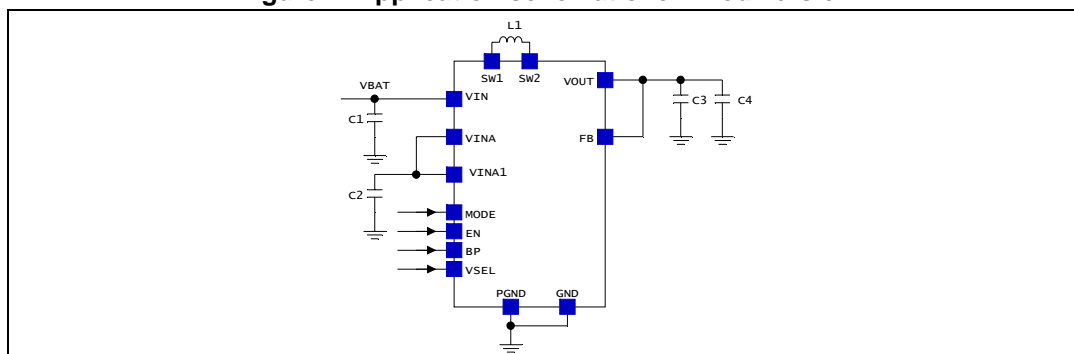 L1
SW1 SW2
VBAT
VOUT
VIN
C1
C3 C4
VINA
FB
VINA1
C2
MODE
EN
BP
VSEL
PGND GND